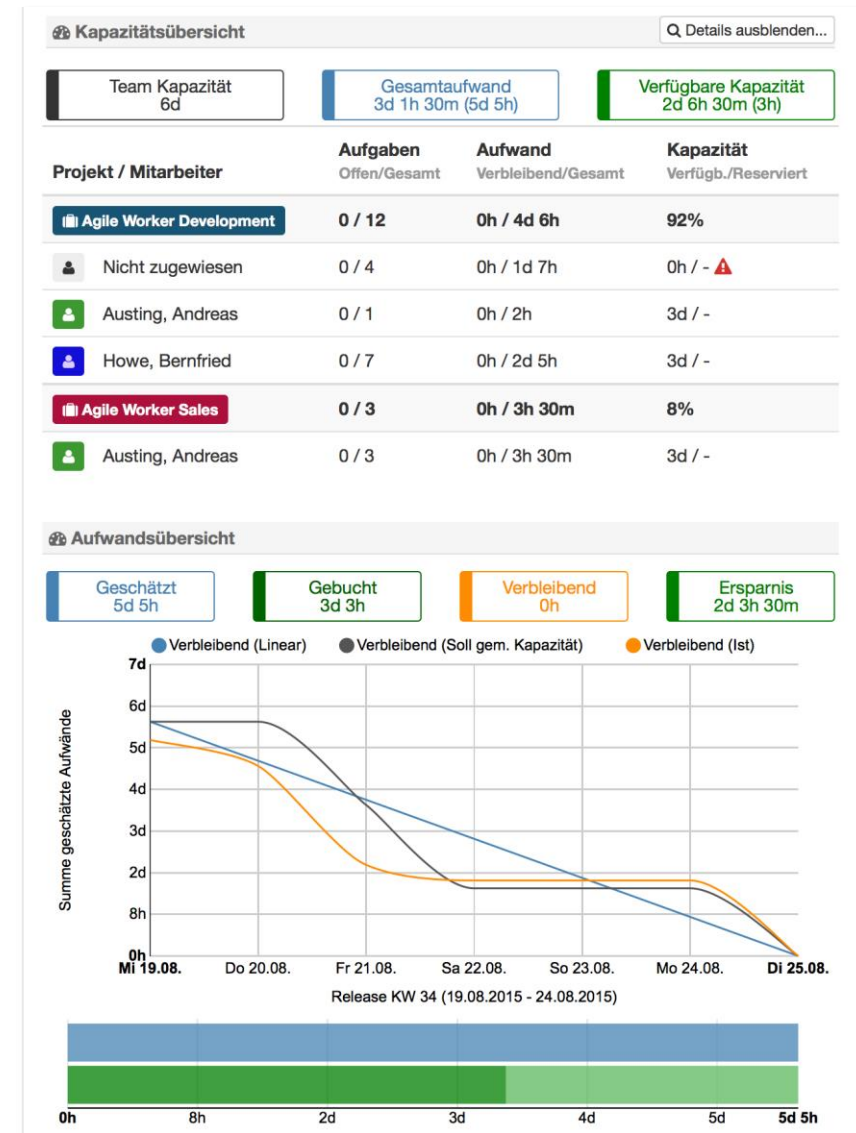 Kapazitätsübersicht
Details ausblenden...
Team Kapazität
6d
Gesamtaufwand
3d 1h 30m (5d 5h)
Verfügbare Kapazität
2d 6h 30m (3h)
Projekt / Mitarbeiter
Aufgaben
Offen/Gesamt
Aufwand
Verbleibend/Gesamt
Kapazität
Verfügb./Reserviert
Agile Worker Development 0 / 12 0h / 4d 6h 92%
Nicht zugewiesen 0 / 4 0h / 1d 7h 0h / -
Austing, Andreas 0 / 1 0h / 2h 3d / -
Howe, Bernfried 0 / 7 0h / 2d 5h 3d / -
Agile Worker Sales 0 / 3 0h / 3h 30m 8%
Austing, Andreas 0 / 3 0h / 3h 30m 3d / -
Aufwandsübersicht
Geschätzt
5d 5h
Gebucht
3d 3h
Verbleibend
0h
Ersparnis
2d 3h 30m
Verbleibend (Linear) Verbleibend (Soll gem. Kapazität) Verbleibend (Ist)
Summe geschätzte Aufwände
7d
6d
5d
4d
3d
2d
8h
0h
Mi 19.08. Do 20.08. Fr 21.08. Sa 22.08. So 23.08. Mo 24.08. Di 25.08.
Release KW 34 (19.08.2015 - 24.08.2015)
0h 8h 2d 3d 4d 5d 5d 5h